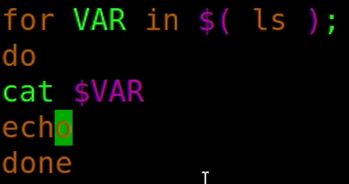 for VAR in $( ls );
do
cat $VAR
echo
done